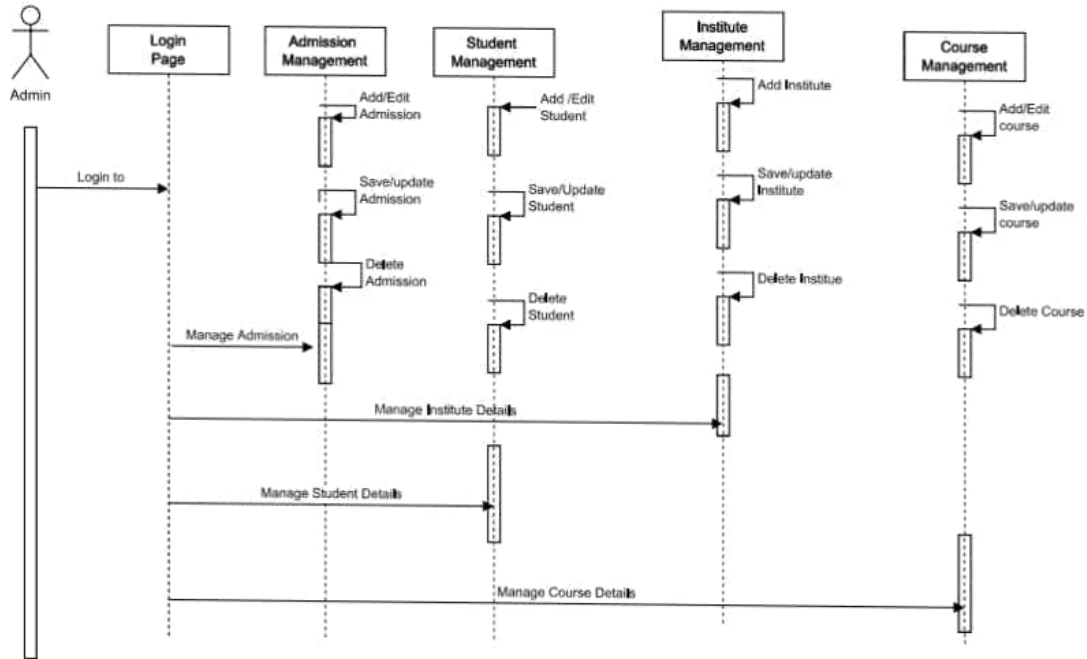 Admin
Login
Page
Admission
Management
Student
Management
Institute
Management
Course
Management
Add/Edit
Admission
Add /Edit
Student
Add Institute
Add/Edit
course
Login to
Save/update
Admission
Save/Update
Student
Save/update
Institute
Save/update
course
Delete
Admission
Delete
Student
Delete Institue
Delete Course
Manage Admission
Manage Institute Details
Manage Student Details
Manage Course Details